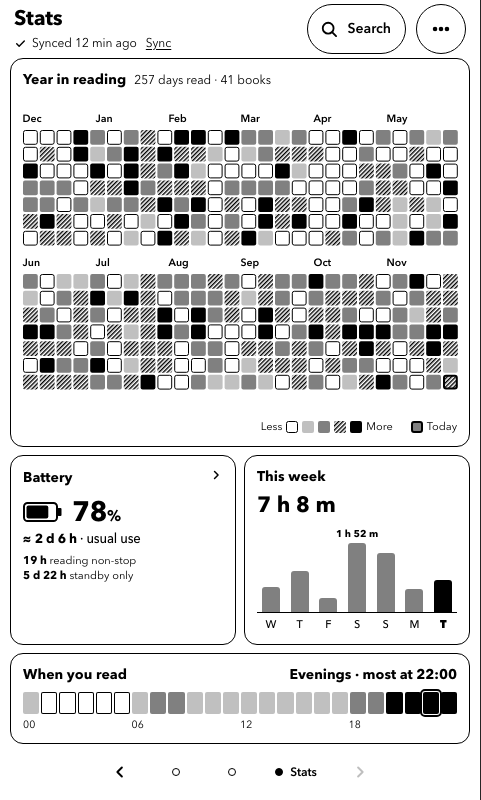 Stats
Synced 12 min ago Sync
Search
Year in reading 257 days read · 41 books
Dec Jan Feb Mar Apr May
Jun Jul Aug Sep Oct Nov
Less More Today
Battery
78%
≈ 2 d 6 h · usual use
19 h reading non-stop
5 d 22 h standby only
This week
7 h 8 m
1 h 52 m
W T F S S M T
When you read Evenings · most at 22:00
00 06 12 18
Stats